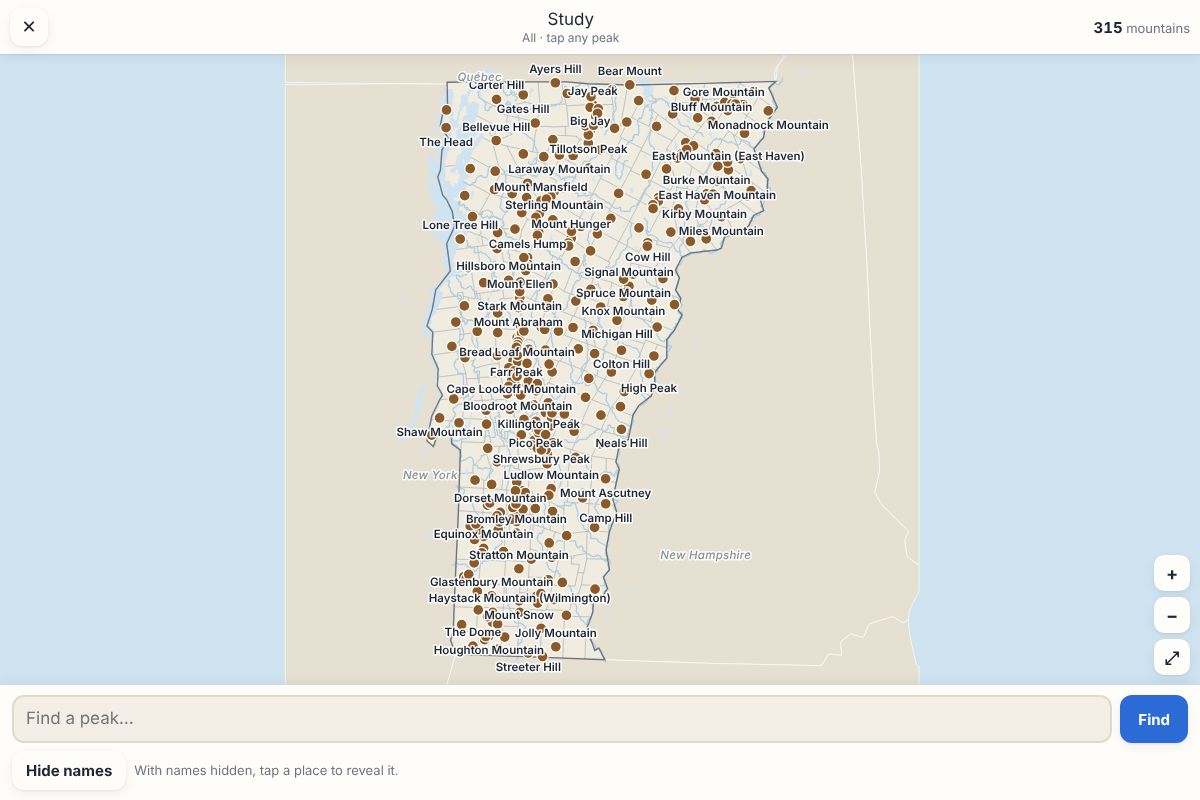 ✕
Study
All · tap any peak
315 mountains
Québec
Ayers Hill
Bear Mount
Carter Hill
Jay Peak
Gore Mountain
Gates Hill
Bluff Mountain
Big Jay
Bellevue Hill
Monadnock Mountain
The Head
Tillotson Peak
East Mountain (East Haven)
Laraway Mountain
Burke Mountain
Mount Mansfield
East Haven Mountain
Sterling Mountain
Kirby Mountain
Lone Tree Hill
Mount Hunger
Miles Mountain
Camels Hump
Cow Hill
Hillsboro Mountain
Signal Mountain
Mount Ellen
Spruce Mountain
Stark Mountain
Knox Mountain
Mount Abraham
Michigan Hill
Bread Loaf Mountain
Colton Hill
Farr Peak
Cape Lookoff Mountain
High Peak
Bloodroot Mountain
Killington Peak
Shaw Mountain
Pico Peak
Neals Hill
Shrewsbury Peak
New York
Ludlow Mountain
Dorset Mountain
Mount Ascutney
Bromley Mountain
Camp Hill
Equinox Mountain
Stratton Mountain
New Hampshire
Glastenbury Mountain
Haystack Mountain (Wilmington)
Mount Snow
The Dome
Jolly Mountain
Houghton Mountain
Streeter Hill
+
−
Find a peak...
Find
Hide names
With names hidden, tap a place to reveal it.